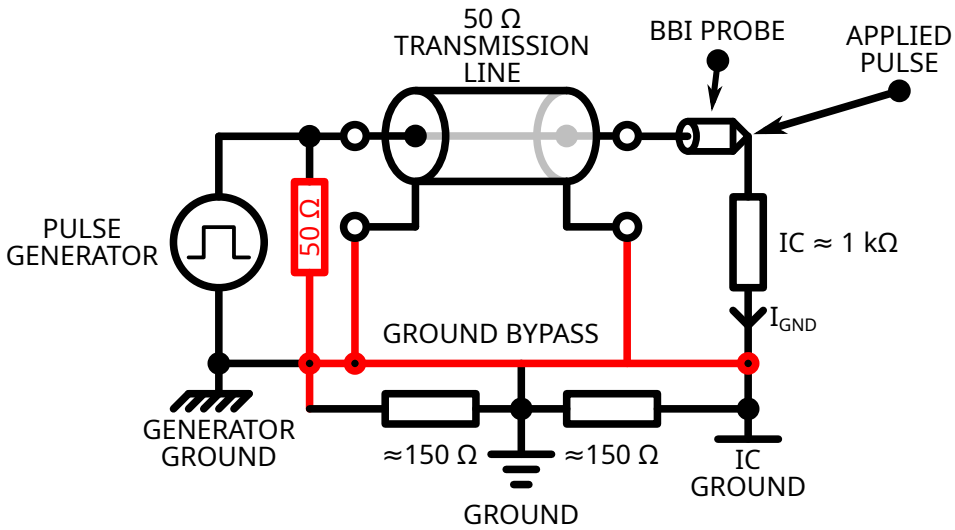 50 Ω
TRANSMISSION
LINE
BBI PROBE
APPLIED
PULSE
PULSE
GENERATOR
50 Ω
IC ≈ 1 kΩ
I_GND
GROUND BYPASS
GENERATOR
GROUND
≈150 Ω
≈150 Ω
IC
GROUND
GROUND